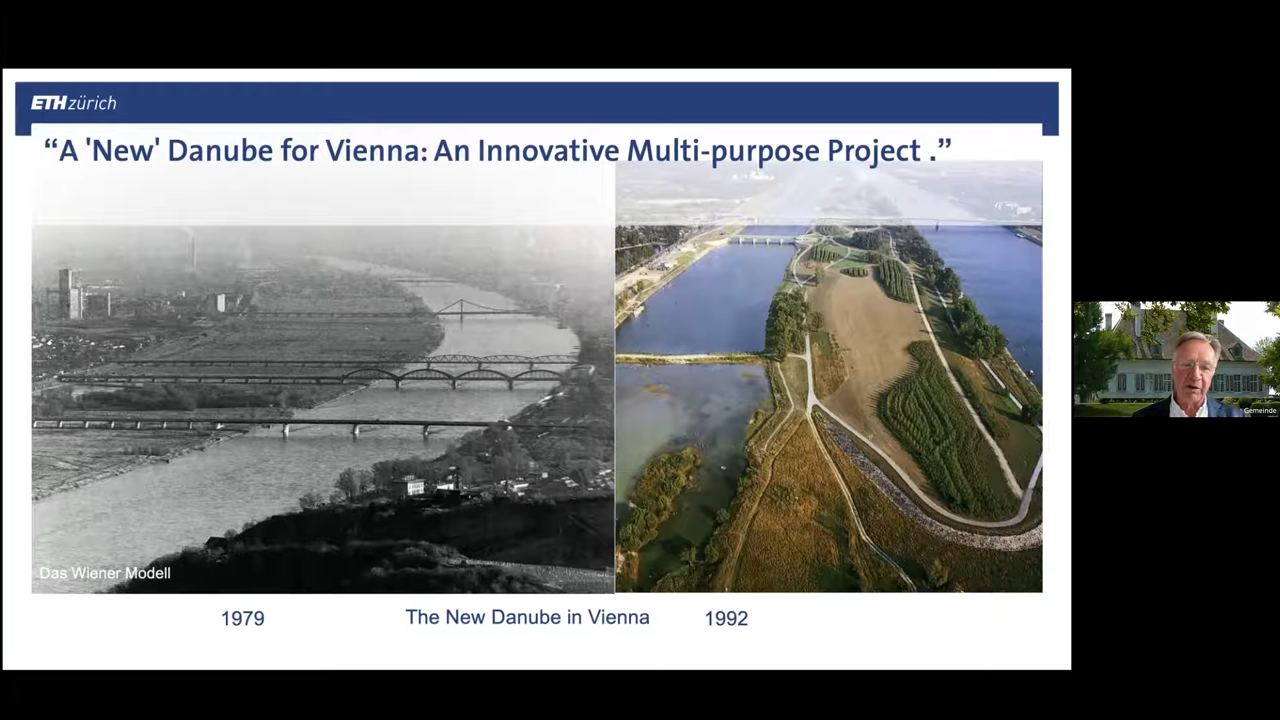 ETH zürich
“A 'New' Danube for Vienna: An Innovative Multi-purpose Project .”
Das Wiener Modell
1979 The New Danube in Vienna 1992
Gemeinde